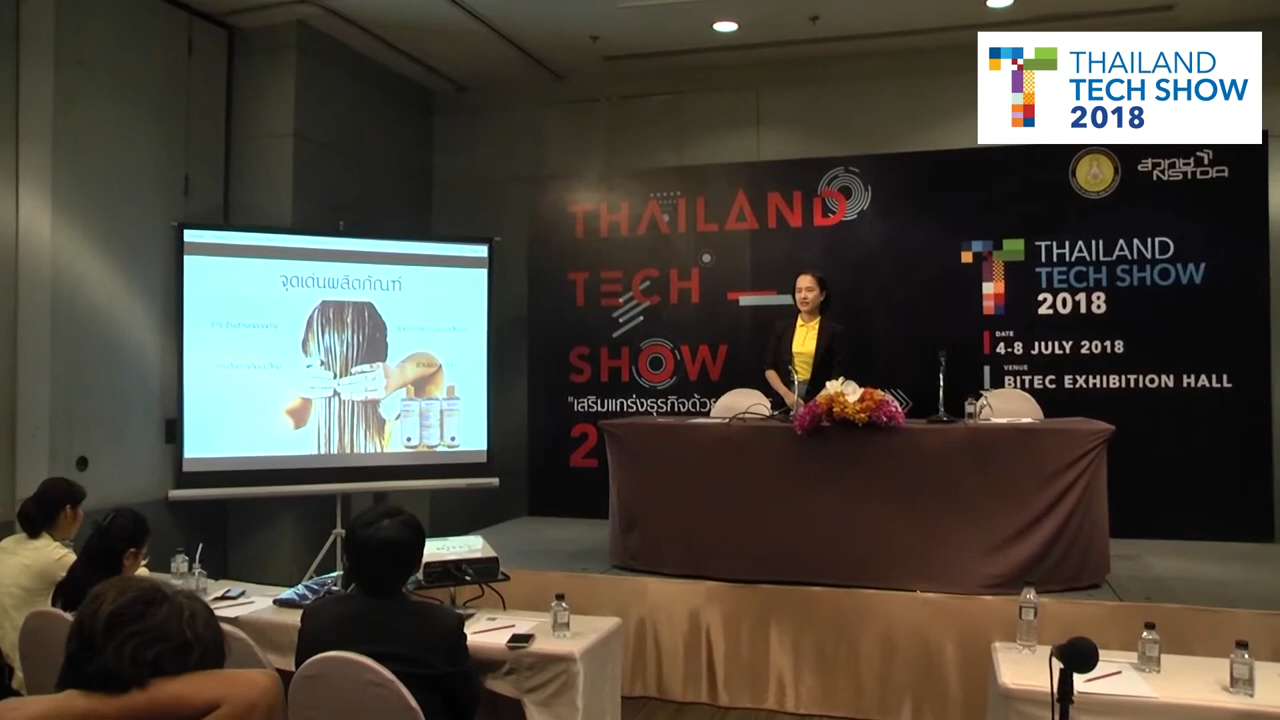 THAILAND
TECH SHOW
2018
สวทช
NSTDA
THAILAND
TECH
SHOW
"เสริมแกร่งธุรกิจด้วย
2
THAILAND
TECH SHOW
2018
DATE
4-8 JULY 2018
VENUE
BITEC EXHIBITION HALL
จุดเด่นผลิตภัณฑ์